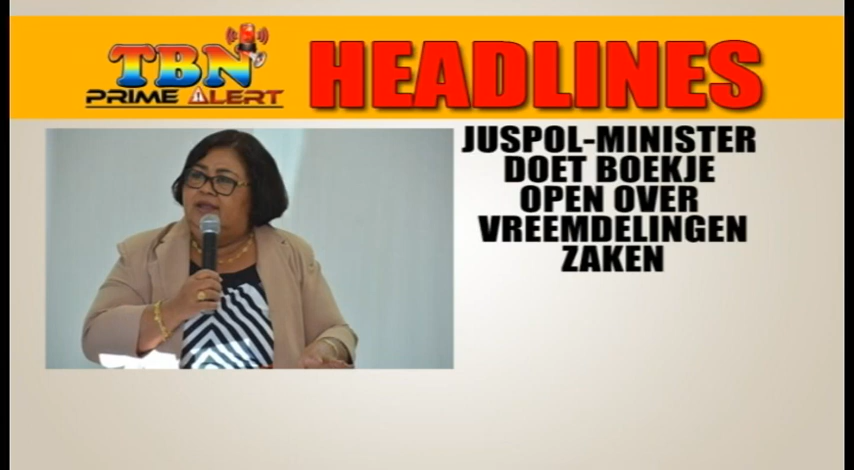 TBN
PRIME ALERT
HEADLINES
JUSPOL-MINISTER
DOET BOEKJE
OPEN OVER
VREEMDELINGEN
ZAKEN